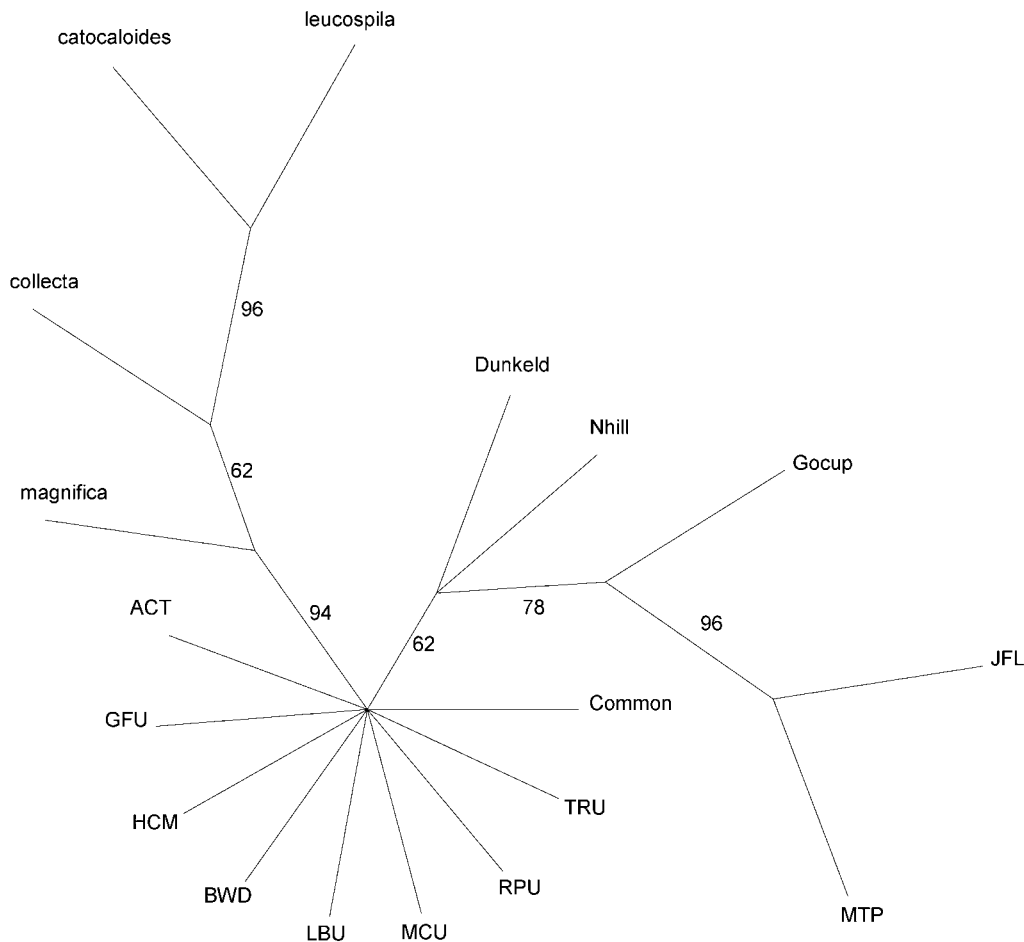 leucospila
catocaloides
collecta
96
Dunkeld
Nhill
Gocup
62
magnifica
ACT
94
78
96
62
JFL
Common
GFU
TRU
HCM
RPU
BWD
MTP
LBU
MCU